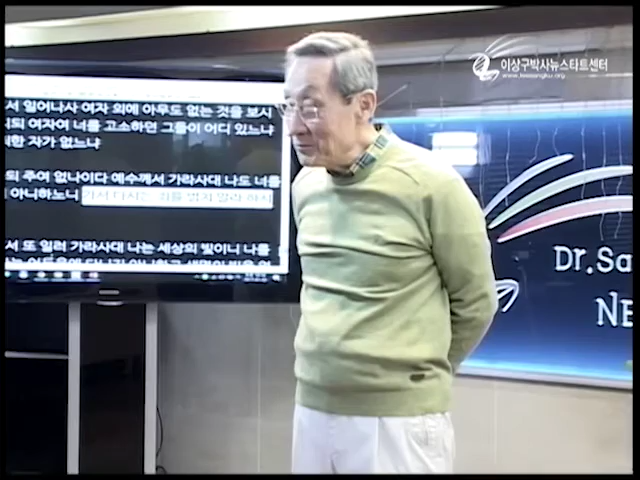 이상구박사뉴스타트센터
www.leesangku.org
서 일어나사 여자 외에 아무도 없는 것을 보시
시되 여자여 너를 고소하던 그들이 어디 있느냐
죄한 자가 없느냐
되 주여 없나이다 예수께서 가라사대 나도 너를
아니하노니 가서 다시는 죄를 범치 말라 하시
서 또 일러 가라사대 나는 세상의 빛이니 나를
Dr.Sa
NE